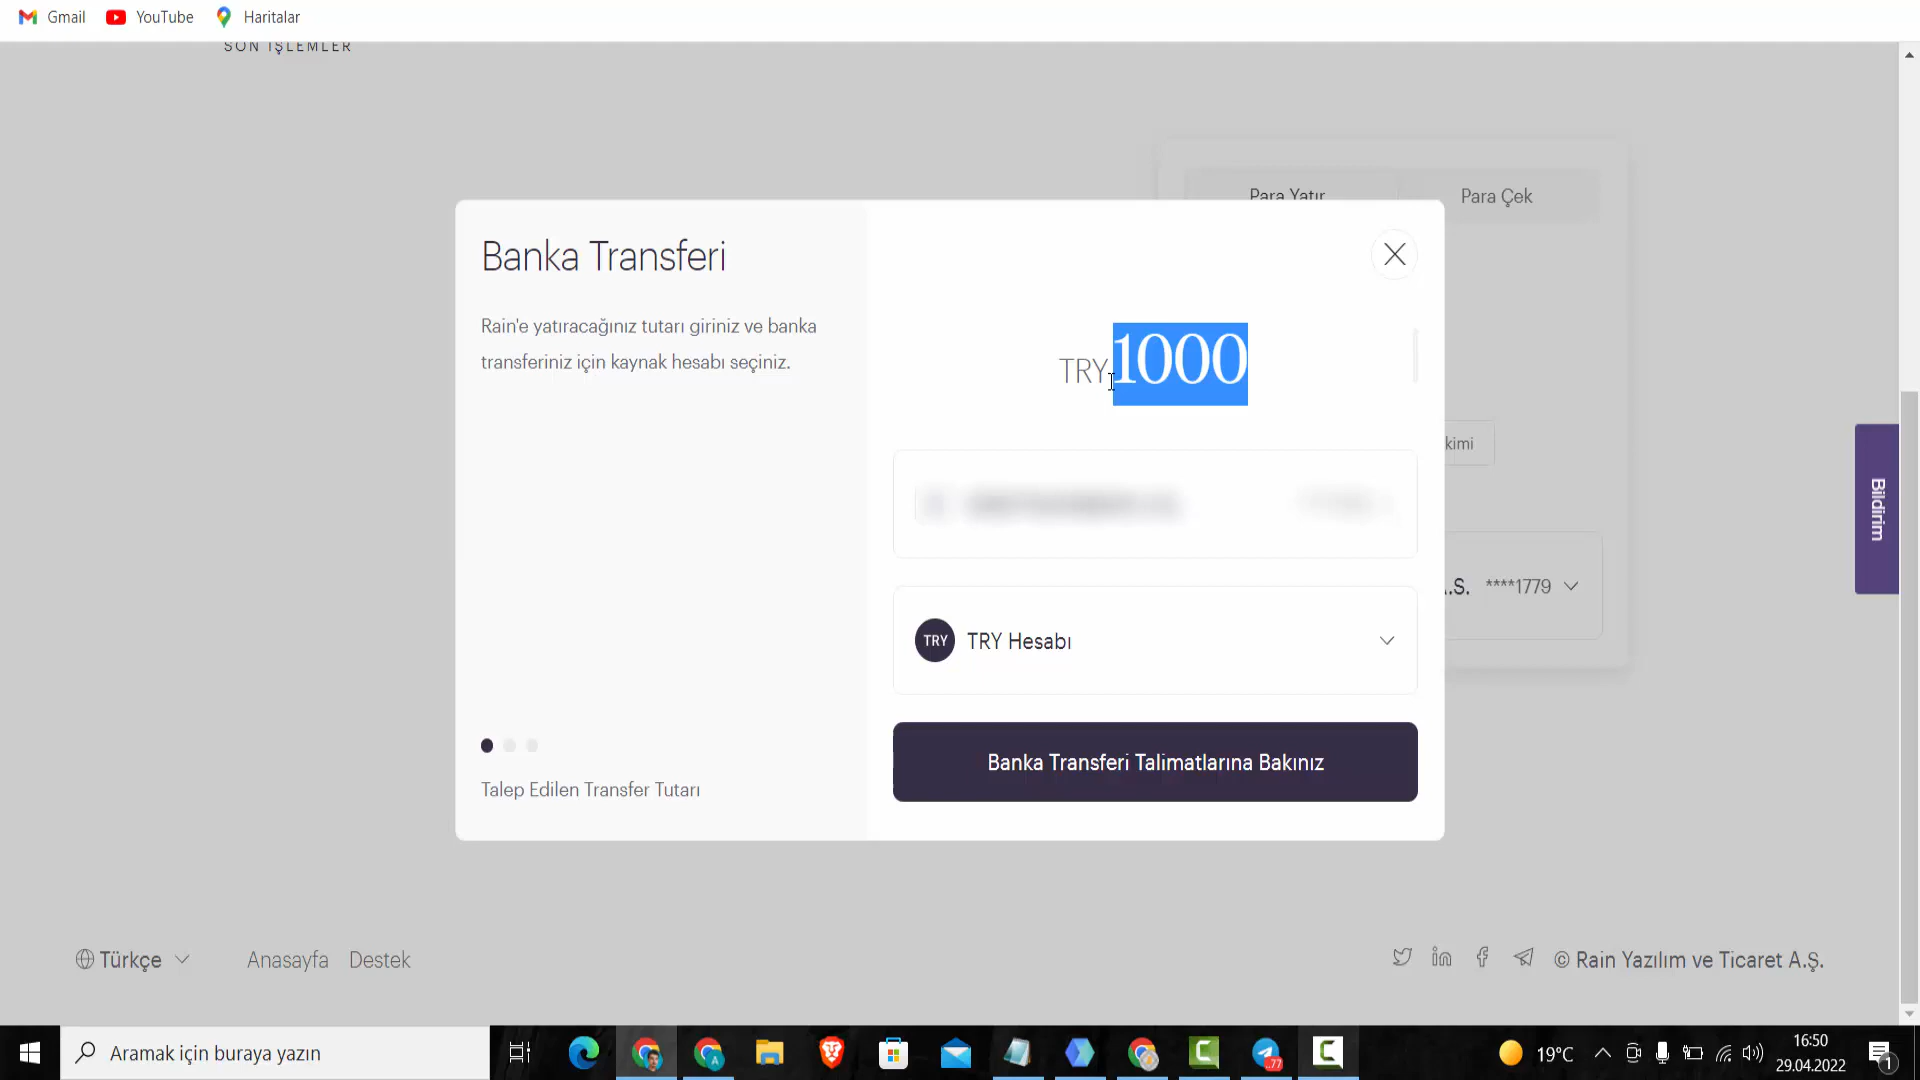 Gmail YouTube Haritalar
SON İŞLEMLER
Para Yatır Para Çek
Banka Transferi
Rain'e yatıracağınız tutarı giriniz ve banka
transferiniz için kaynak hesabı seçiniz.
TRY 1000
kimi
.S. ****1779
Bildirim
TRY TRY Hesabı
Banka Transferi Talimatlarına Bakınız
Talep Edilen Transfer Tutarı
Türkçe Anasayfa Destek
© Rain Yazılım ve Ticaret A.Ş.
Aramak için buraya yazın
A
77
19°C
16:50
29.04.2022
1